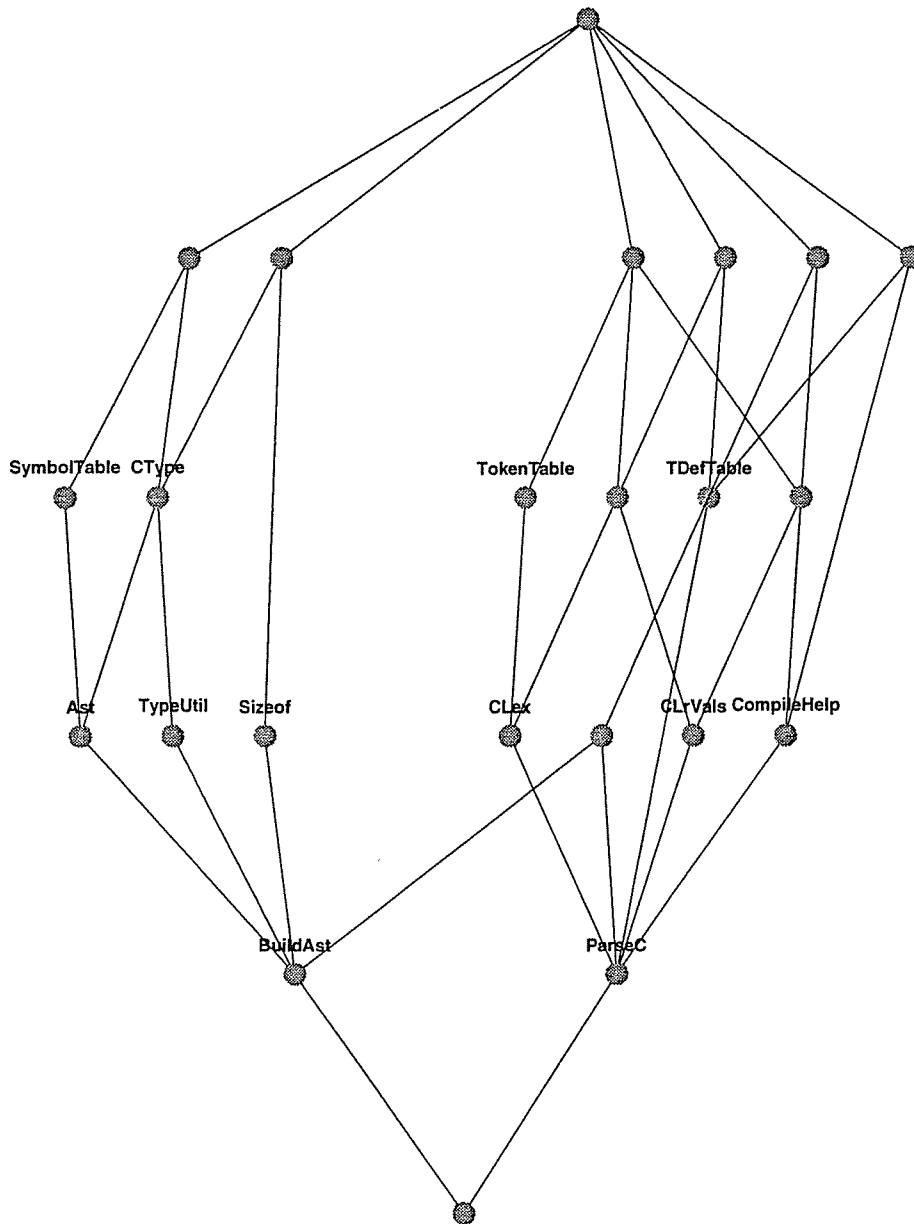 SymbolTable CType TokenTable TDefTable
Ast TypeUtil Sizeof CLex CLrVals CompileHelp
BuildAst ParseC